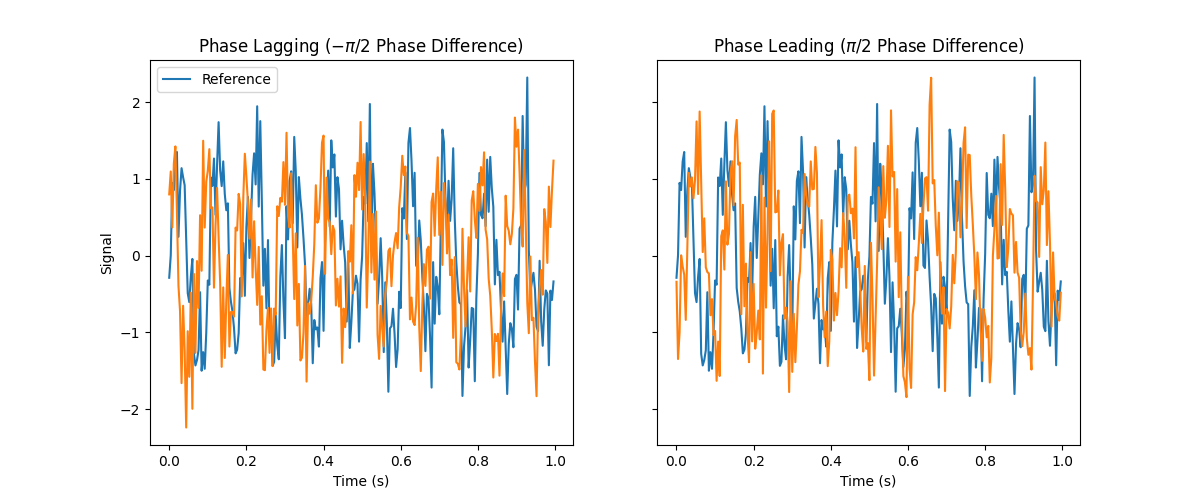 Phase Lagging (−π/2 Phase Difference)
Phase Leading (π/2 Phase Difference)
Reference
Signal
2
1
0
−1
−2
0.0 0.2 0.4 0.6 0.8 1.0
0.0 0.2 0.4 0.6 0.8 1.0
Time (s)
Time (s)